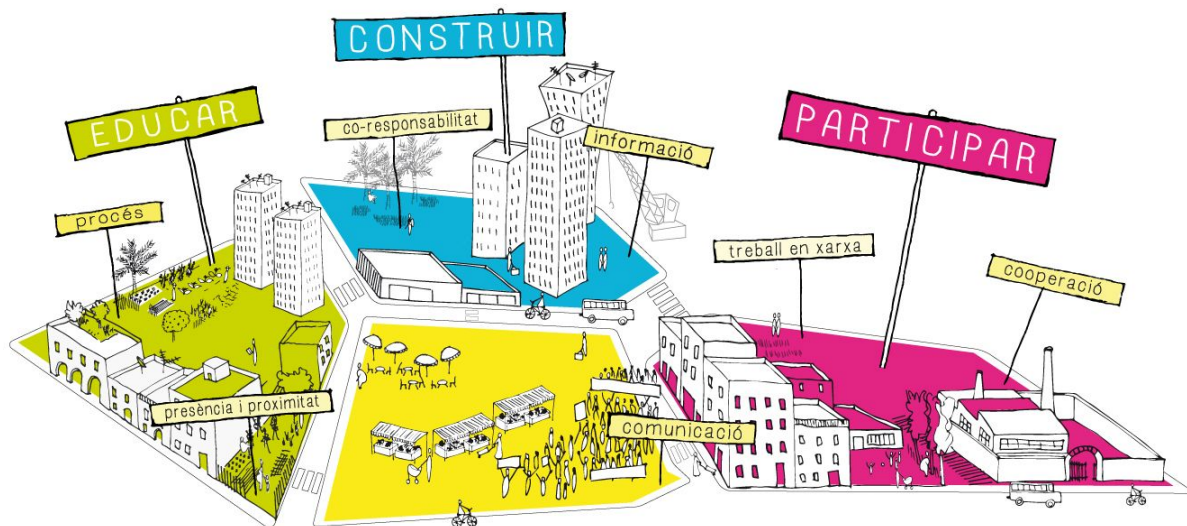 CONSTRUIR
EDUCAR
PARTICIPAR
co-responsabilitat
informació
procés
treball en xarxa
cooperació
presència i proximitat
comunicació